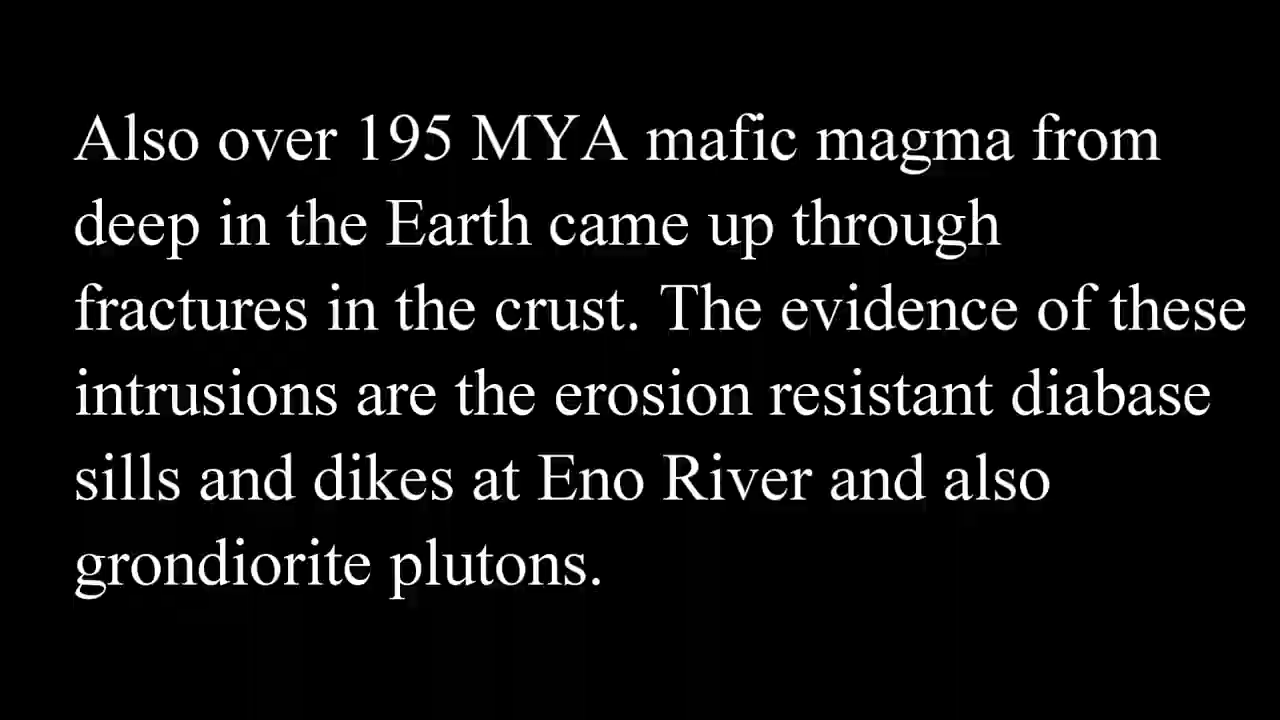 Also over 195 MYA mafic magma from
deep in the Earth came up through
fractures in the crust. The evidence of these
intrusions are the erosion resistant diabase
sills and dikes at Eno River and also
grondiorite plutons.